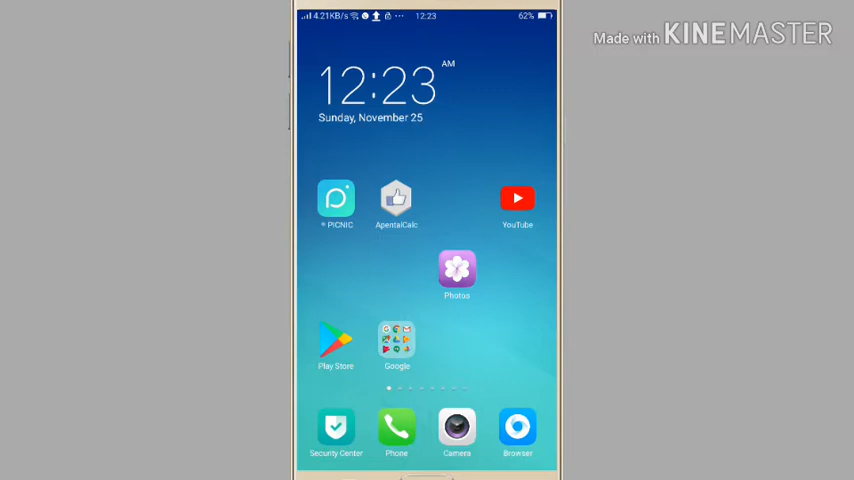 4.21KB/s 12:23 62%
Made with KINEMASTER
12:23 AM
Sunday, November 25
PICNIC ApentalCalc YouTube
Photos
Play Store Google
Security Center Phone Camera Browser